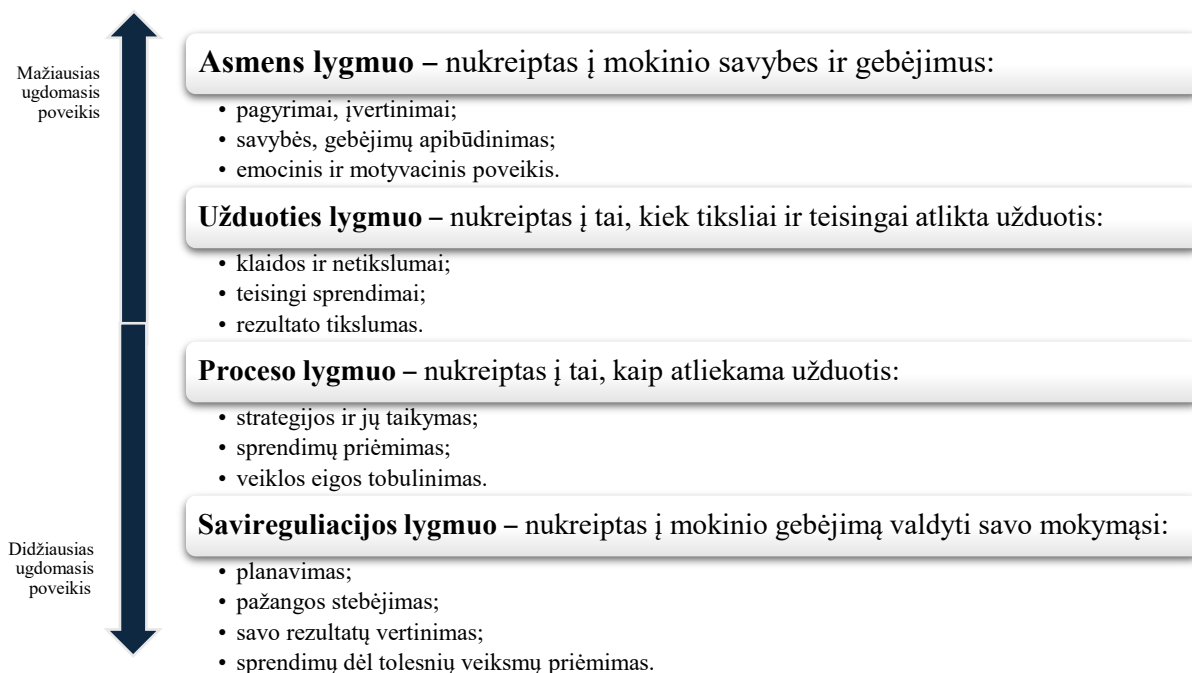 Mažiausias
ugdomasis
poveikis
Asmens lygmuo – nukreiptas į mokinio savybes ir gebėjimus:
• pagyrimai, įvertinimai;
• savybės, gebėjimų apibūdinimas;
• emocinis ir motyvacinis poveikis.
Užduoties lygmuo – nukreiptas į tai, kiek tiksliai ir teisingai atlikta užduotis:
• klaidos ir netikslumai;
• teisingi sprendimai;
• rezultato tikslumas.
Proceso lygmuo – nukreiptas į tai, kaip atliekama užduotis:
• strategijos ir jų taikymas;
• sprendimų priėmimas;
• veiklos eigos tobulinimas.
Didžiausias
ugdomasis
poveikis
Savireguliacijos lygmuo – nukreiptas į mokinio gebėjimą valdyti savo mokymąsi:
• planavimas;
• pažangos stebėjimas;
• savo rezultatų vertinimas;
• sprendimų dėl tolesnių veiksmų priėmimas.